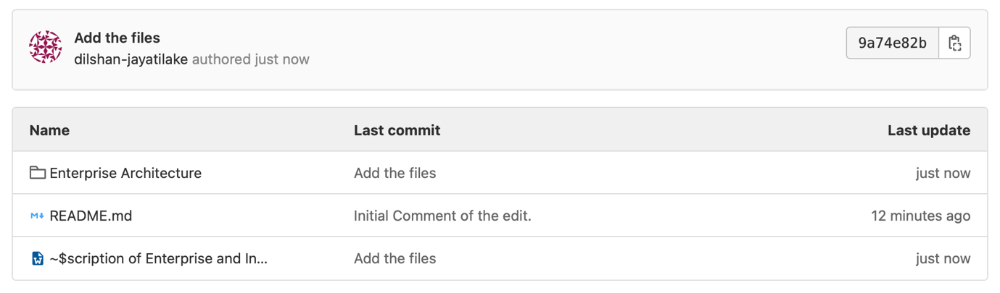 Add the files
dilshan-jayatilake authored just now
9a74e82b
Name Last commit Last update
Enterprise Architecture Add the files just now
M README.md Initial Comment of the edit. 12 minutes ago
W ~$scription of Enterprise and In... Add the files just now